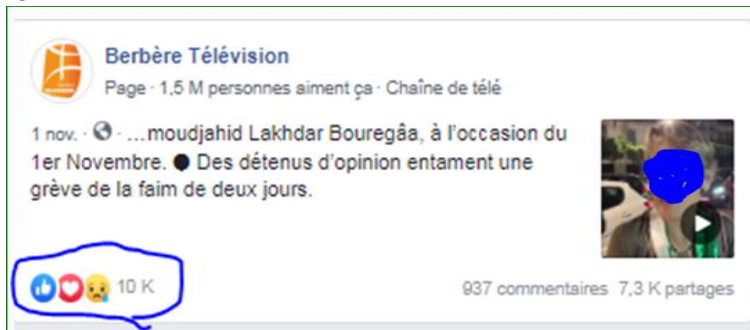 Berbère Télévision
Page · 1,5 M personnes aiment ça · Chaîne de télé
1 nov. · …moudjahid Lakhdar Bouregâa, à l'occasion du
1er Novembre. ● Des détenus d'opinion entament une
grève de la faim de deux jours.
10 K
937 commentaires 7,3 K partages